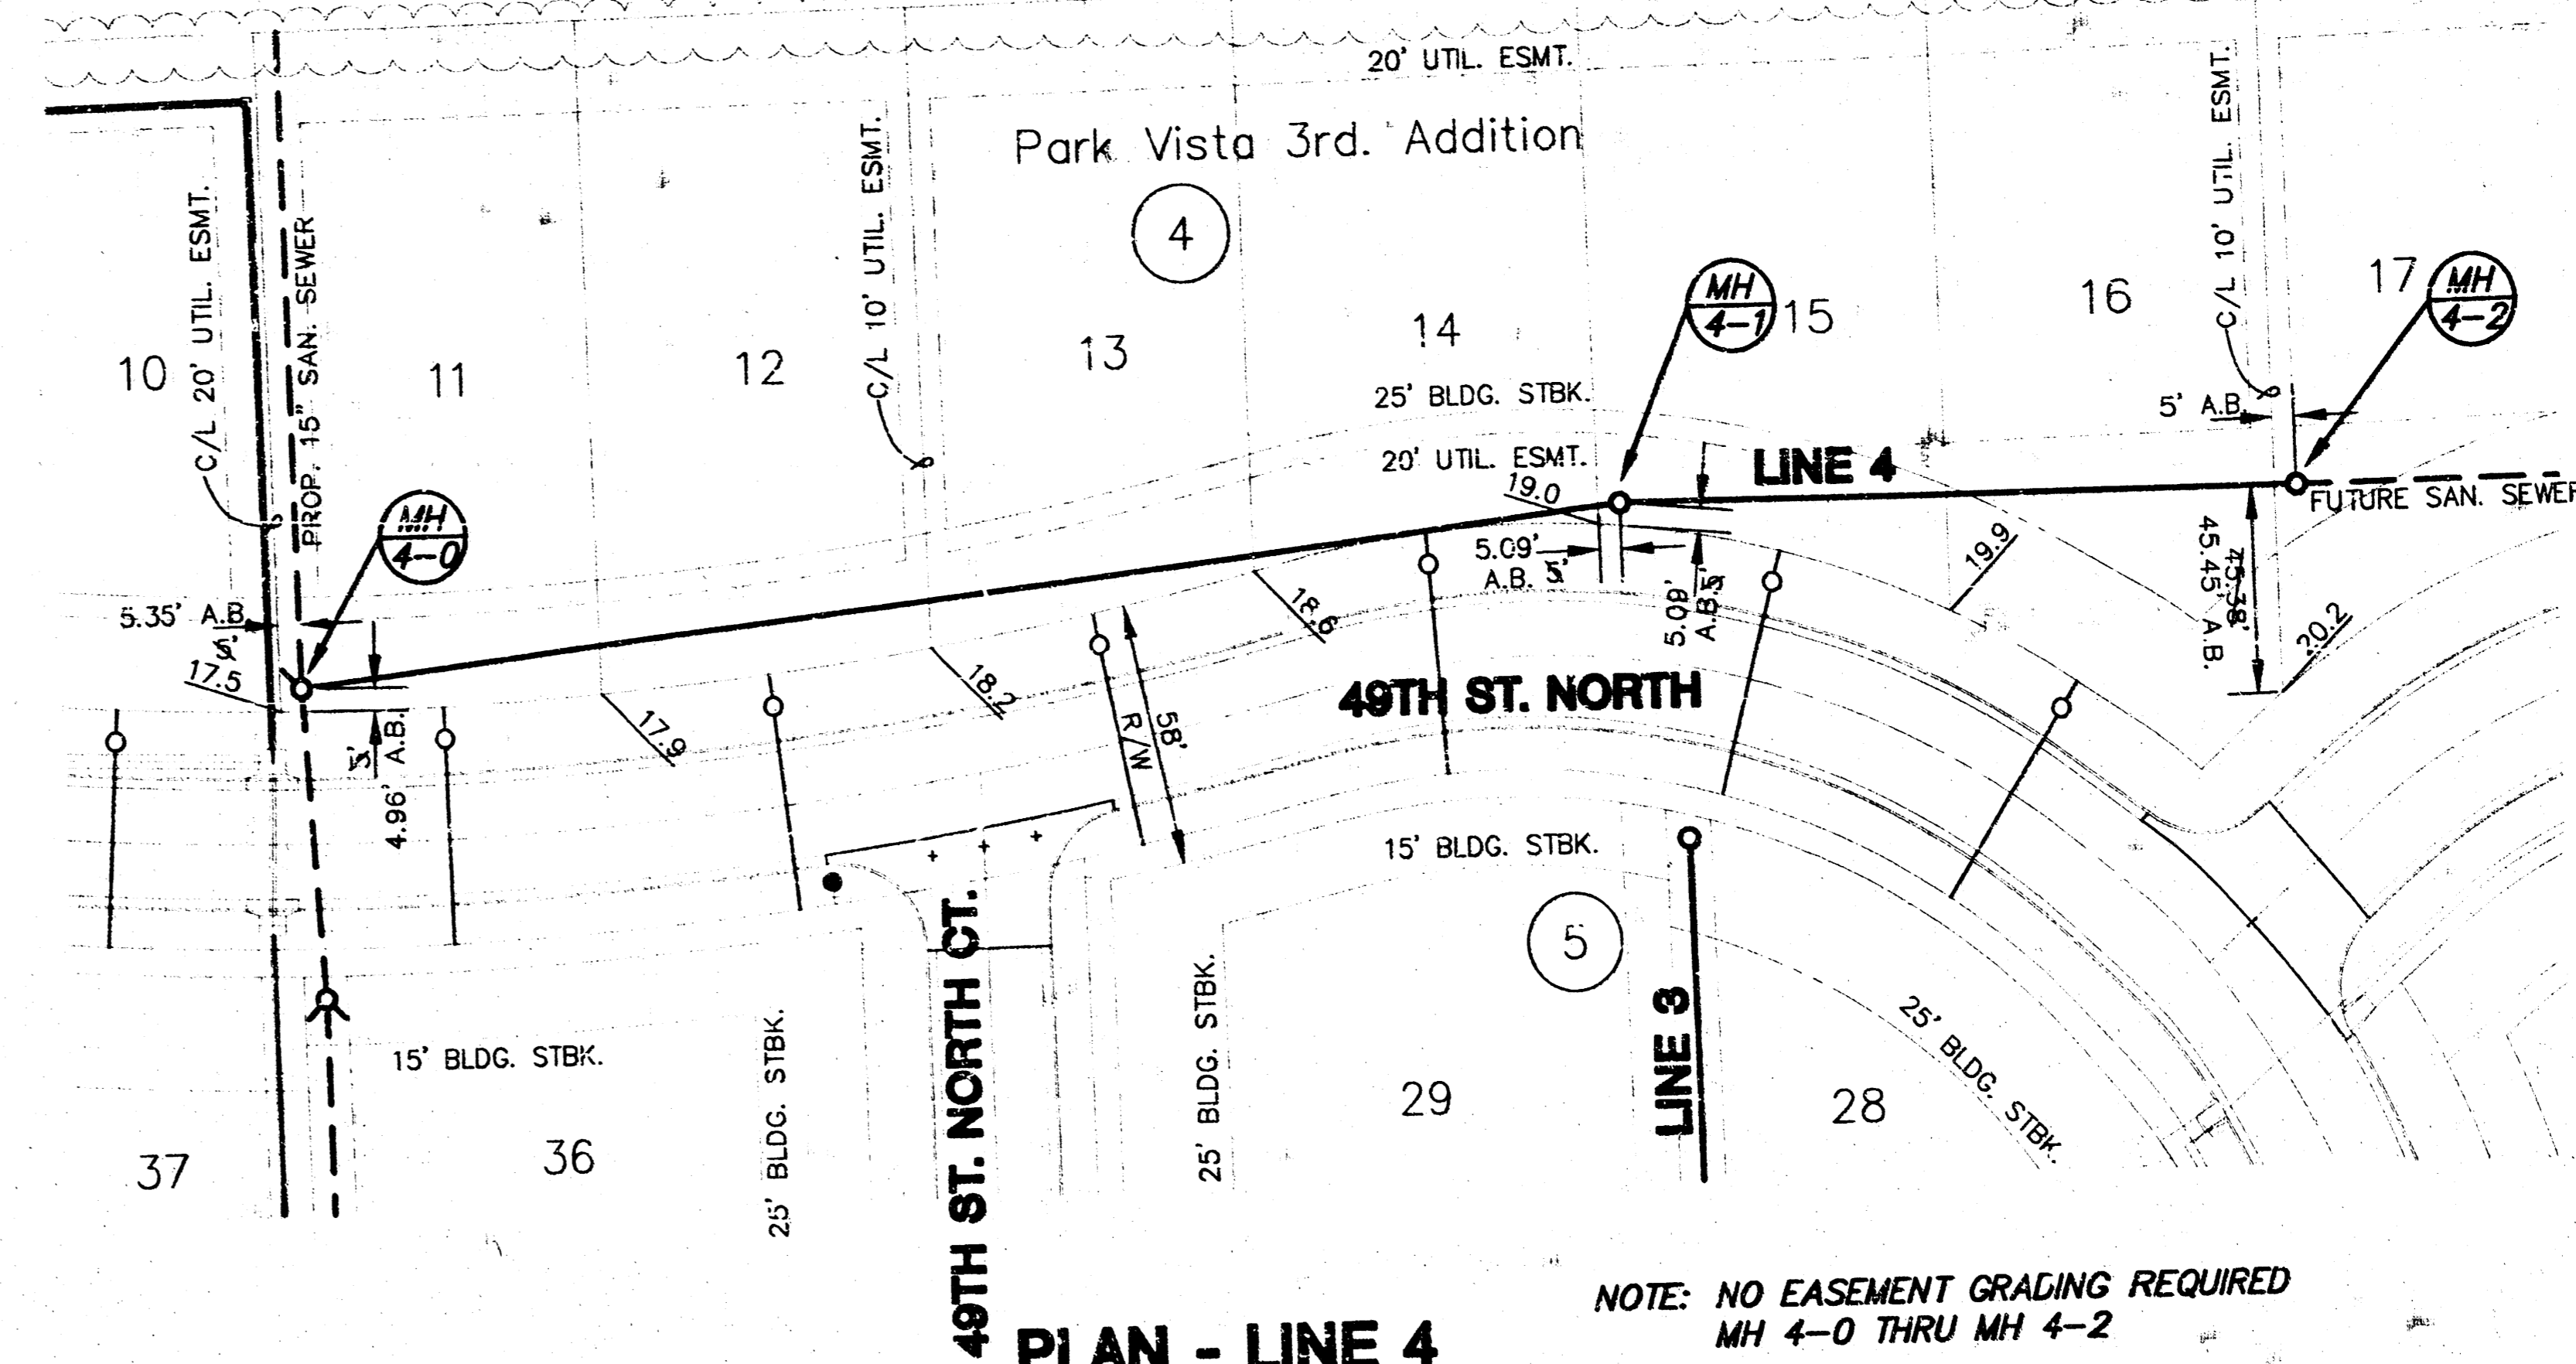 20' UTIL. ESMT.
Park Vista 3rd. Addition
4
C/L 20' UTIL. ESMT.
PROP. 15" SAN. SEWER
C/L 10' UTIL. ESMT.
C/L 10' UTIL. ESMT.
10
11
12
13
14
15
16
17
MH
4-0
MH
4-1
MH
4-2
25' BLDG. STBK.
20' UTIL. ESMT.
LINE 4
5' A.B.
FUTURE SAN. SEWER
19.0
5.09'
A.B. 5'
5.09'
A.B. 5'
19.9
45.38'
45.45' A.B.
20.2
5.35' A.B.
5'
17.5
5'
4.96' A.B.
17.9
18.2
18.6
58'
R/W
49TH ST. NORTH
15' BLDG. STBK.
5
49TH ST. NORTH CT.
25' BLDG. STBK.
25' BLDG. STBK.
LINE 3
25' BLDG. STBK.
15' BLDG. STBK.
37
36
29
28
NOTE: NO EASEMENT GRADING REQUIRED
MH 4-0 THRU MH 4-2
PLAN - LINE 4